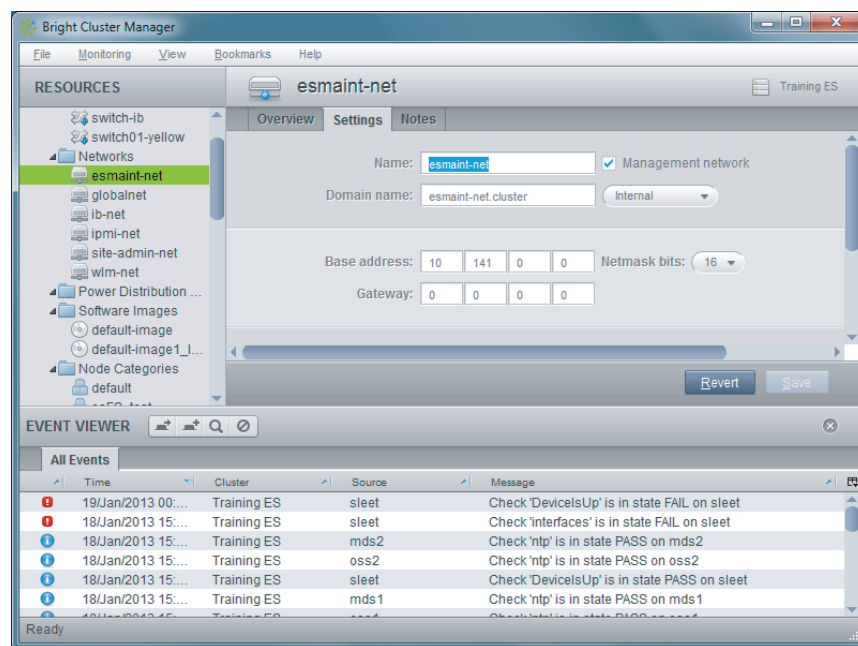 Bright Cluster Manager
File Monitoring View Bookmarks Help
RESOURCES
switch-ib
switch01-yellow
Networks
esmaint-net
globalnet
ib-net
ipmi-net
site-admin-net
wlm-net
Power Distribution ...
Software Images
default-image
default-image1_l...
Node Categories
default
esmaint-net
Training ES
Overview Settings Notes
Name: esmaint-net Management network
Domain name: esmaint-net.cluster Internal
Base address: 10 141 0 0 Netmask bits: 16
Gateway: 0 0 0 0
Revert Save
EVENT VIEWER
All Events
Time Cluster Source Message
19/Jan/2013 00:... Training ES sleet Check 'DeviceIsUp' is in state FAIL on sleet
18/Jan/2013 15:... Training ES sleet Check 'interfaces' is in state FAIL on sleet
18/Jan/2013 15:... Training ES mds2 Check 'ntp' is in state PASS on mds2
18/Jan/2013 15:... Training ES oss2 Check 'ntp' is in state PASS on oss2
18/Jan/2013 15:... Training ES sleet Check 'DeviceIsUp' is in state PASS on sleet
18/Jan/2013 15:... Training ES mds1 Check 'ntp' is in state PASS on mds1
Ready